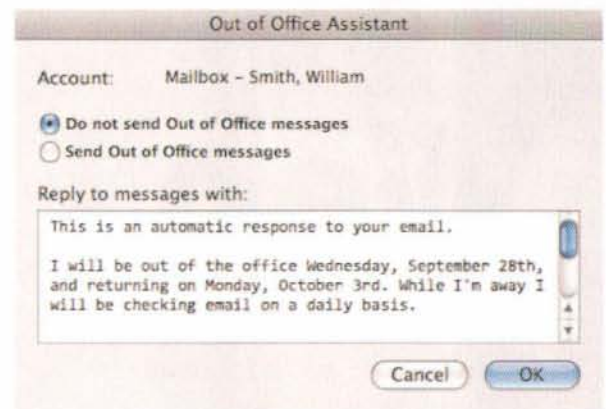 Out of Office Assistant
Account: Mailbox – Smith, William
Do not send Out of Office messages
Send Out of Office messages
Reply to messages with:
This is an automatic response to your email.
I will be out of the office Wednesday, September 28th,
and returning on Monday, October 3rd. While I'm away I
will be checking email on a daily basis.
Cancel OK